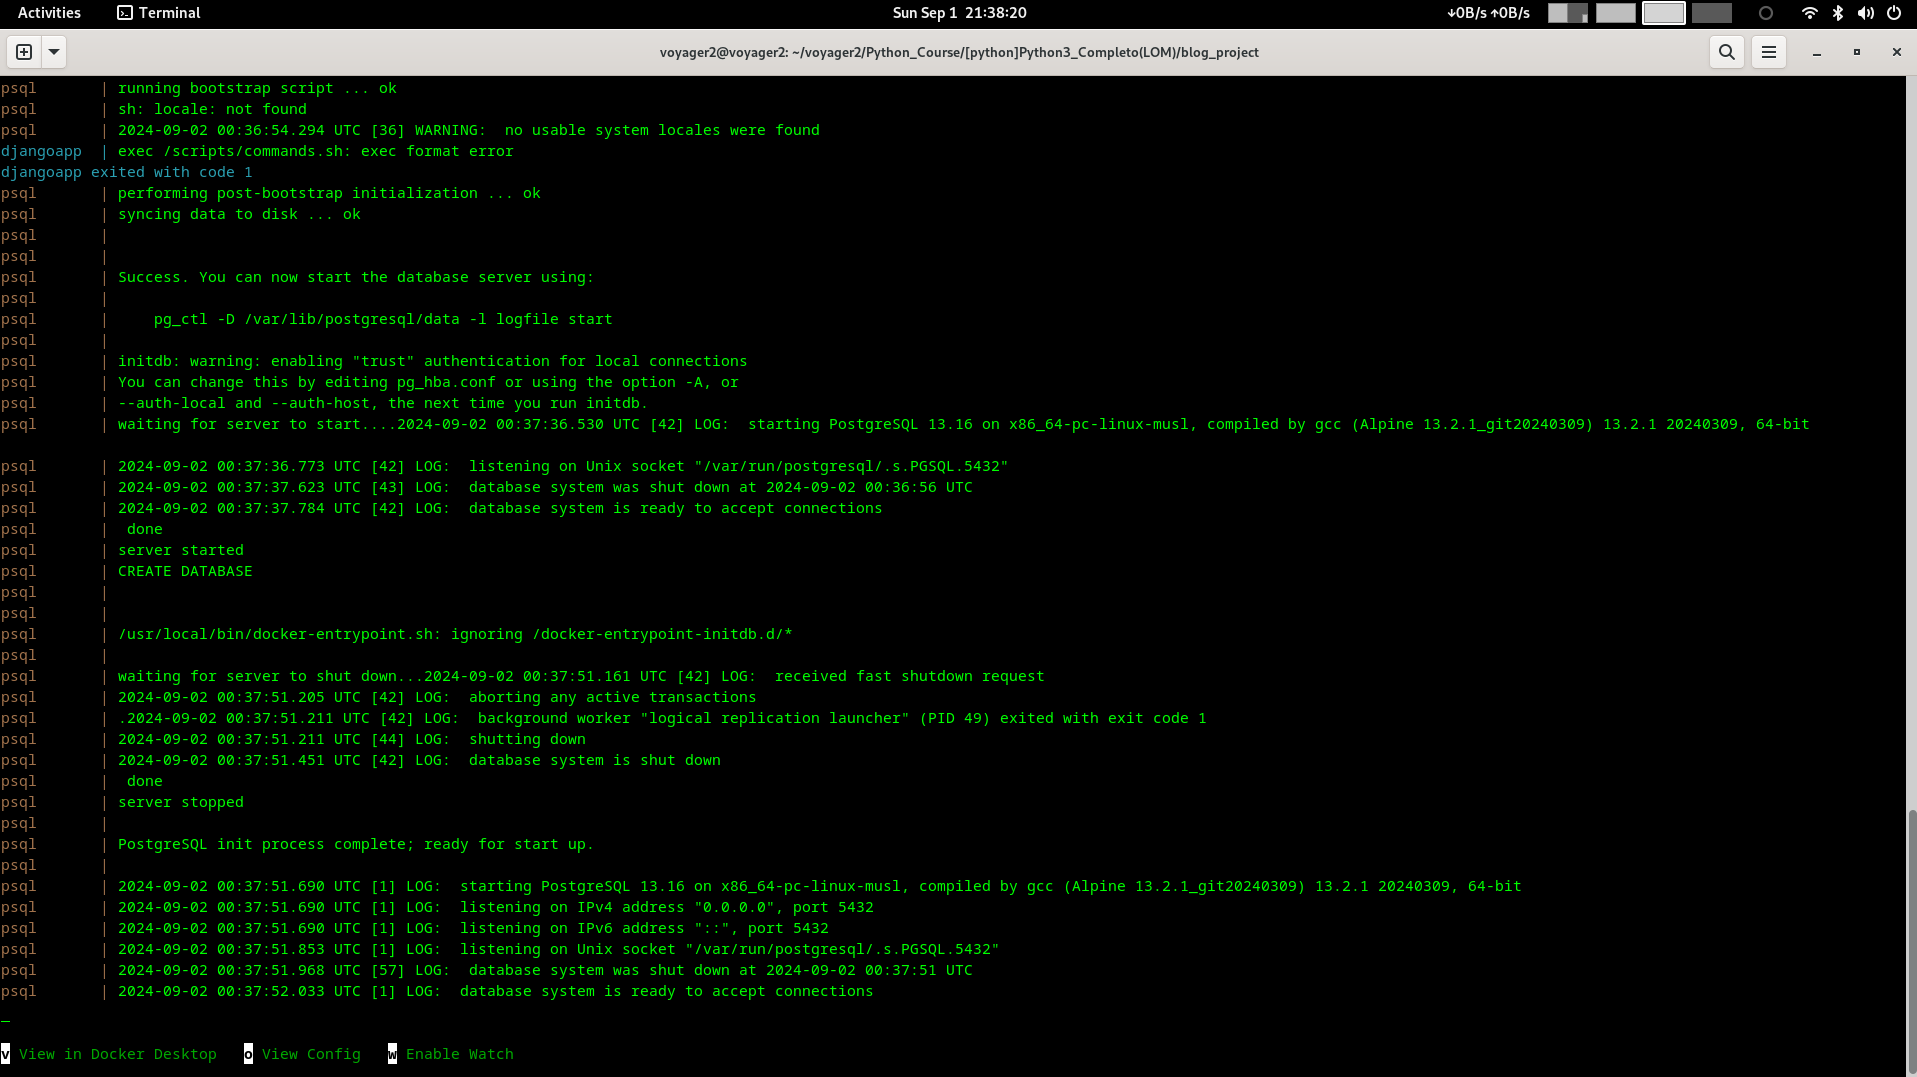 Activities Terminal Sun Sep 1 21:38:20 ↓0B/s ↑0B/s
voyager2@voyager2: ~/voyager2/Python_Course/[python]Python3_Completo(LOM)/blog_project
psql | running bootstrap script ... ok
psql | sh: locale: not found
psql | 2024-09-02 00:36:54.294 UTC [36] WARNING:  no usable system locales were found
djangoapp | exec /scripts/commands.sh: exec format error
djangoapp exited with code 1
psql | performing post-bootstrap initialization ... ok
psql | syncing data to disk ... ok
psql |
psql |
psql | Success. You can now start the database server using:
psql |
psql |     pg_ctl -D /var/lib/postgresql/data -l logfile start
psql |
psql | initdb: warning: enabling "trust" authentication for local connections
psql | You can change this by editing pg_hba.conf or using the option -A, or
psql | --auth-local and --auth-host, the next time you run initdb.
psql | waiting for server to start....2024-09-02 00:37:36.530 UTC [42] LOG:  starting PostgreSQL 13.16 on x86_64-pc-linux-musl, compiled by gcc (Alpine 13.2.1_git20240309) 13.2.1 20240309, 64-bit
psql | 2024-09-02 00:37:36.773 UTC [42] LOG:  listening on Unix socket "/var/run/postgresql/.s.PGSQL.5432"
psql | 2024-09-02 00:37:37.623 UTC [43] LOG:  database system was shut down at 2024-09-02 00:36:56 UTC
psql | 2024-09-02 00:37:37.784 UTC [42] LOG:  database system is ready to accept connections
psql |  done
psql | server started
psql | CREATE DATABASE
psql |
psql |
psql | /usr/local/bin/docker-entrypoint.sh: ignoring /docker-entrypoint-initdb.d/*
psql |
psql | waiting for server to shut down...2024-09-02 00:37:51.161 UTC [42] LOG:  received fast shutdown request
psql | 2024-09-02 00:37:51.205 UTC [42] LOG:  aborting any active transactions
psql | .2024-09-02 00:37:51.211 UTC [42] LOG:  background worker "logical replication launcher" (PID 49) exited with exit code 1
psql | 2024-09-02 00:37:51.211 UTC [44] LOG:  shutting down
psql | 2024-09-02 00:37:51.451 UTC [42] LOG:  database system is shut down
psql |  done
psql | server stopped
psql |
psql | PostgreSQL init process complete; ready for start up.
psql |
psql | 2024-09-02 00:37:51.690 UTC [1] LOG:  starting PostgreSQL 13.16 on x86_64-pc-linux-musl, compiled by gcc (Alpine 13.2.1_git20240309) 13.2.1 20240309, 64-bit
psql | 2024-09-02 00:37:51.690 UTC [1] LOG:  listening on IPv4 address "0.0.0.0", port 5432
psql | 2024-09-02 00:37:51.690 UTC [1] LOG:  listening on IPv6 address "::", port 5432
psql | 2024-09-02 00:37:51.853 UTC [1] LOG:  listening on Unix socket "/var/run/postgresql/.s.PGSQL.5432"
psql | 2024-09-02 00:37:51.968 UTC [57] LOG:  database system was shut down at 2024-09-02 00:37:51 UTC
psql | 2024-09-02 00:37:52.033 UTC [1] LOG:  database system is ready to accept connections
v View in Docker Desktop   o View Config   w Enable Watch